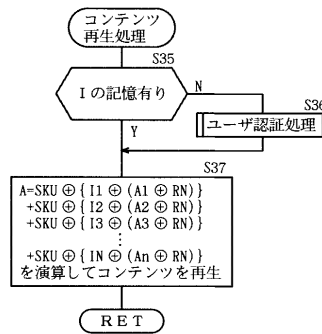 コンテンツ
再生処理
S35
Iの記憶有り
N
S36
ユーザ認証処理
Y
S37
A=SKU ⊕ { I1 ⊕ (A1 ⊕ RN)}
+SKU ⊕ { I2 ⊕ (A2 ⊕ RN)}
+SKU ⊕ { I3 ⊕ (A3 ⊕ RN)}
⋮
+SKU ⊕ { IN ⊕ (An ⊕ RN)}
を演算してコンテンツを再生
RET